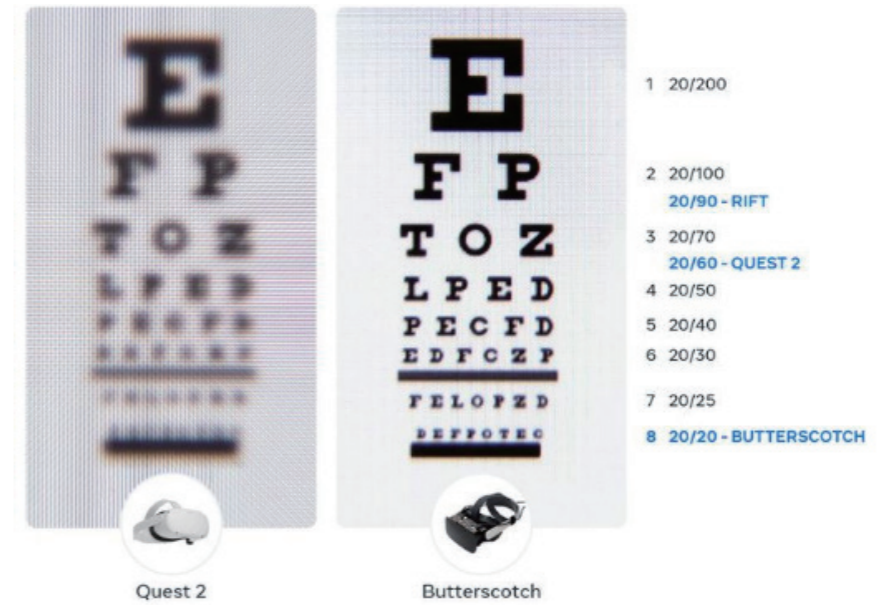 E
F P
T O Z
L P E D
P E C F D
Quest 2
E
F P
T O Z
L P E D
P E C F D
E D F C Z P
F E L O P Z D
D E F P O T E C
Butterscotch
1 20/200
2 20/100
20/90 - RIFT
3 20/70
20/60 - QUEST 2
4 20/50
5 20/40
6 20/30
7 20/25
8 20/20 - BUTTERSCOTCH